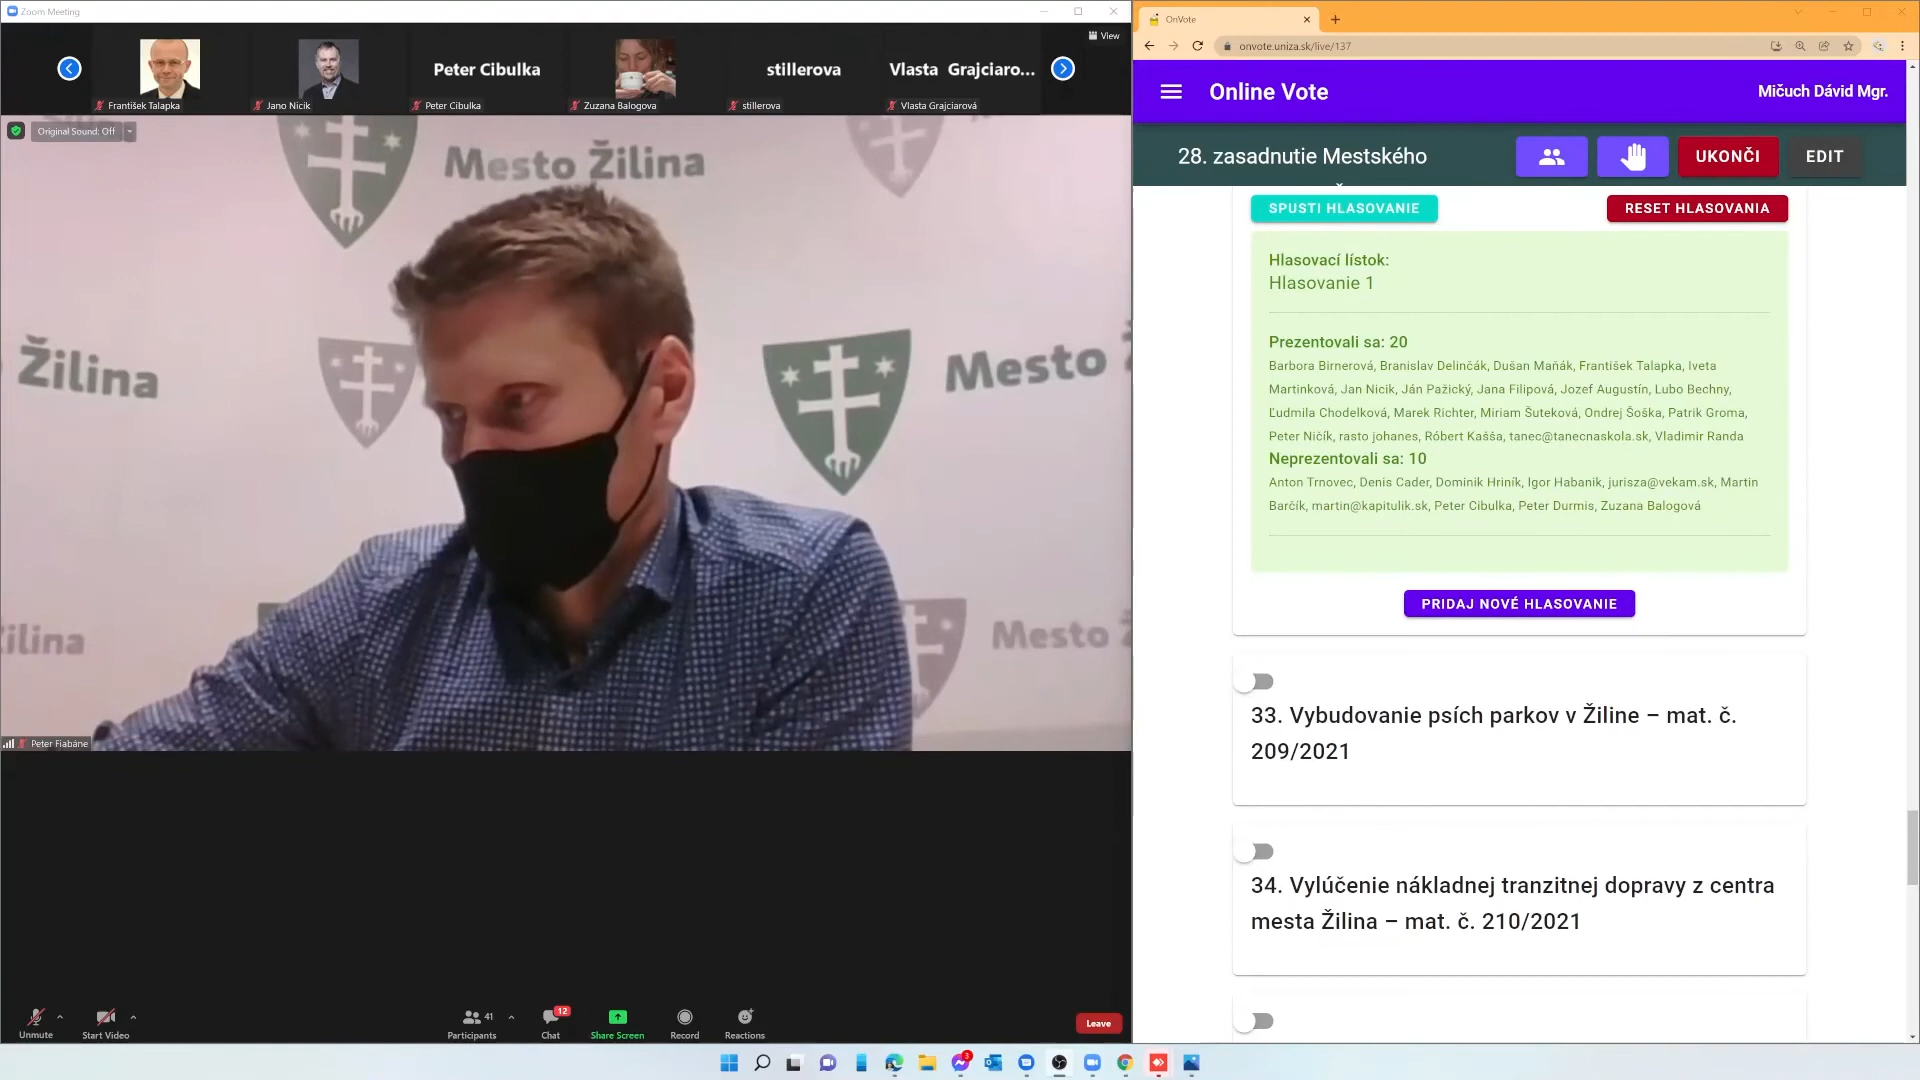 Zoom Meeting
View
Peter Cibulka
stillerova
Vlasta Grajciaro...
František Talapka
Jano Nicik
Peter Cibulka
Zuzana Balogova
stillerova
Vlasta Grajciarová
Original Sound: Off
Mesto Žilina
Žilina
Mesto
Mesto
Peter Fiabáne
Unmute
Start Video
41
Participants
12
Chat
Share Screen
Record
Reactions
Leave
OnVote
onvote.uniza.sk/live/137
Online Vote
Mičuch Dávid Mgr.
28. zasadnutie Mestského
UKONČI
EDIT
SPUSTI HLASOVANIE
RESET HLASOVANIA
Hlasovací lístok:
Hlasovanie 1
Prezentovali sa: 20
Barbora Birnerová, Branislav Delinčák, Dušan Maňák, František Talapka, Iveta
Martinková, Jan Nicik, Ján Pažický, Jana Filipová, Jozef Augustín, Lubo Bechny,
Ľudmila Chodelková, Marek Richter, Miriam Šuteková, Ondrej Šoška, Patrik Groma,
Peter Ničík, rasto johanes, Róbert Kašša, tanec@tanecnaskola.sk, Vladimir Randa
Neprezentovali sa: 10
Anton Trnovec, Denis Cader, Dominik Hriník, Igor Habanik, jurisza@vekam.sk, Martin
Barčík, martin@kapitulik.sk, Peter Cibulka, Peter Durmis, Zuzana Balogová
PRIDAJ NOVÉ HLASOVANIE
33. Vybudovanie psích parkov v Žiline – mat. č.
209/2021
34. Vylúčenie nákladnej tranzitnej dopravy z centra
mesta Žilina – mat. č. 210/2021
3